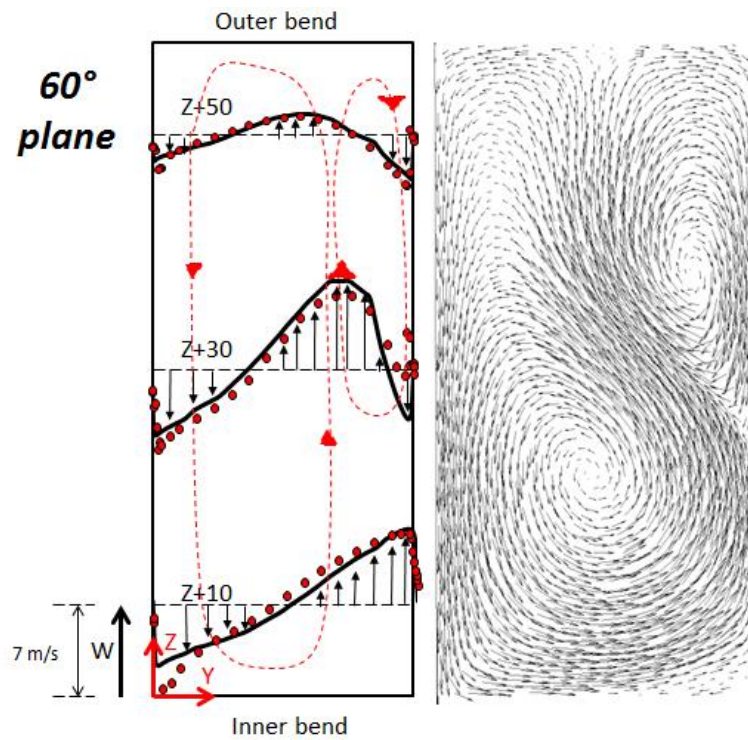 Outer bend
60°
plane
Z+50
Z+30
Z+10
7 m/s
W
Z
Y
Inner bend